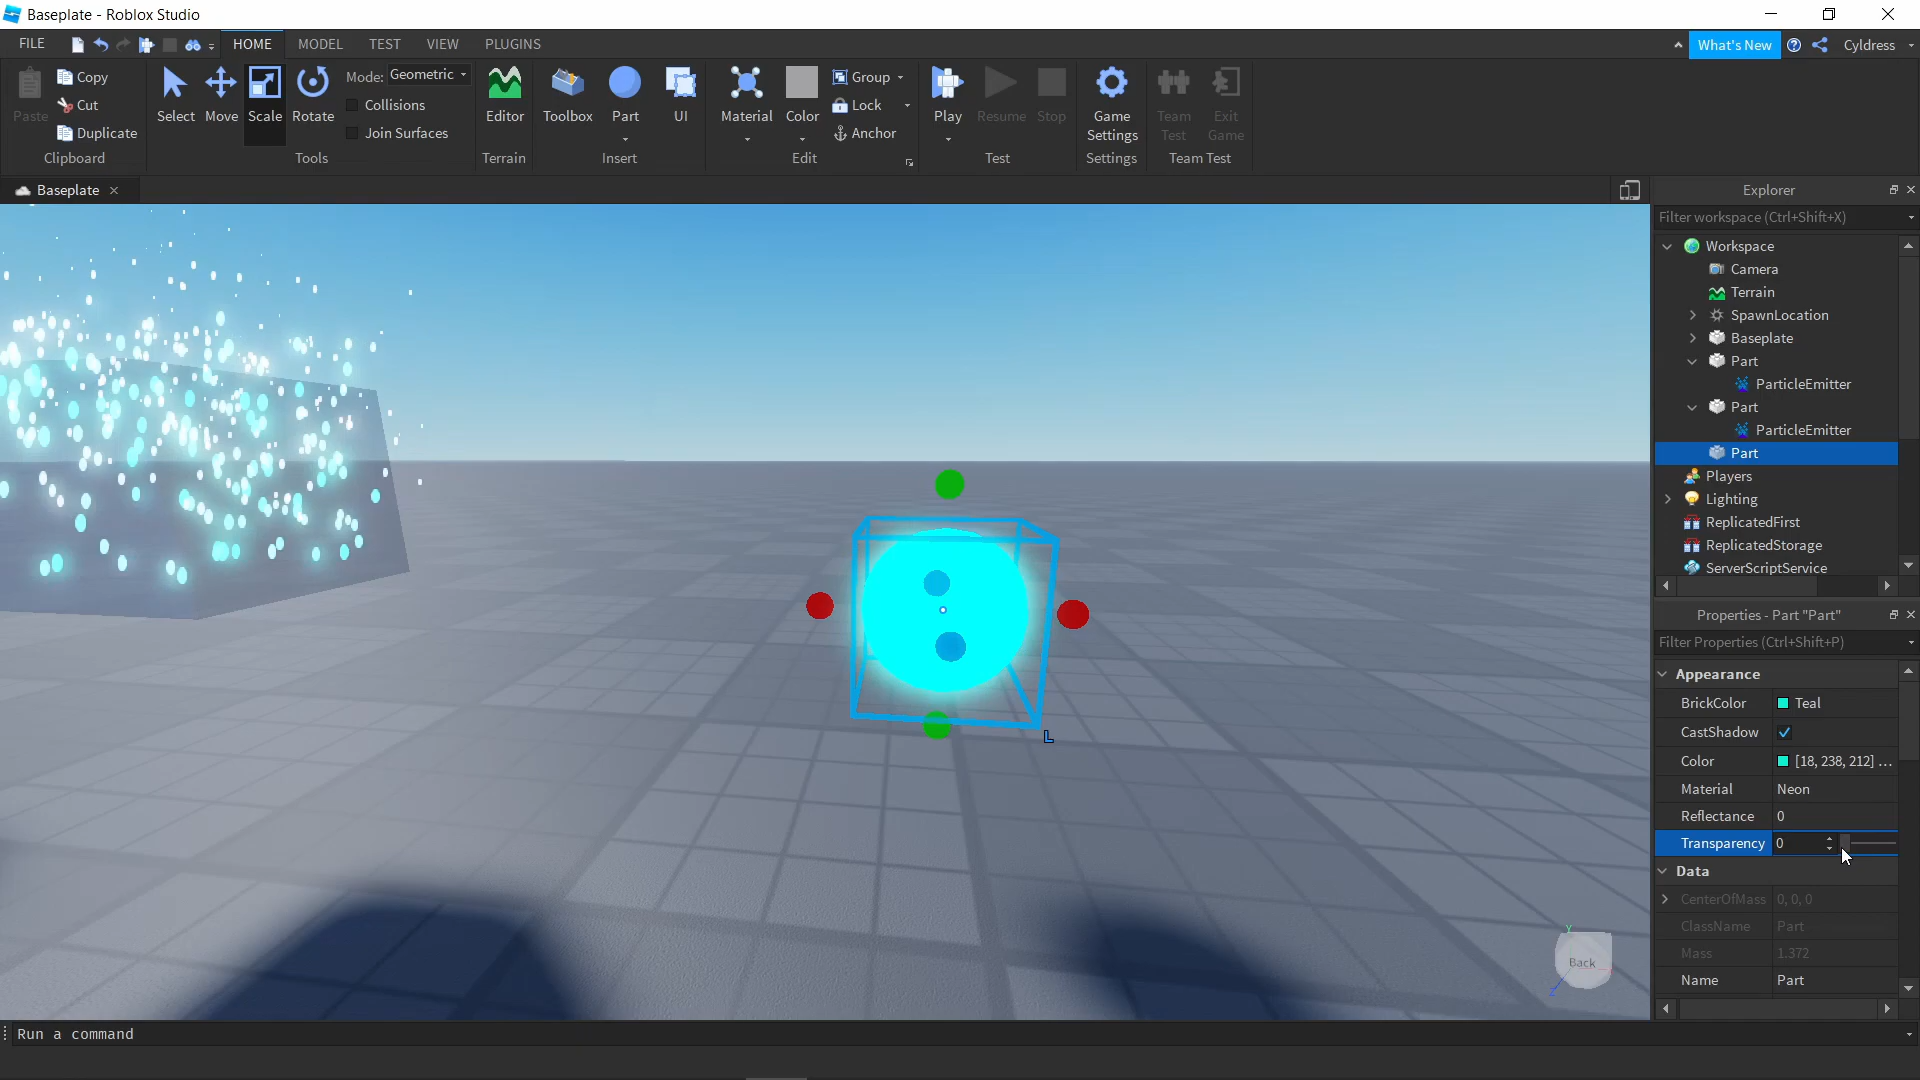 Baseplate - Roblox Studio
FILE HOME MODEL TEST VIEW PLUGINS What's New Cyldress
Paste Copy Cut Duplicate Clipboard
Select Move Scale Rotate Mode: Geometric Collisions Join Surfaces Tools
Editor Terrain
Toolbox Part UI Insert
Material Color Group Lock Anchor Edit
Play Resume Stop Test
Game Settings Settings
Team Test Exit Game Team Test
Baseplate
Explorer
Filter workspace (Ctrl+Shift+X)
Workspace
Camera
Terrain
SpawnLocation
Baseplate
Part
ParticleEmitter
Part
ParticleEmitter
Part
Players
Lighting
ReplicatedFirst
ReplicatedStorage
ServerScriptService
Properties - Part "Part"
Filter Properties (Ctrl+Shift+P)
Appearance
BrickColor Teal
CastShadow
Color [18, 238, 212] ...
Material Neon
Reflectance 0
Transparency 0
Data
CenterOfMass 0, 0, 0
ClassName Part
Mass 1.372
Name Part
L
Y
Back
Z
Run a command